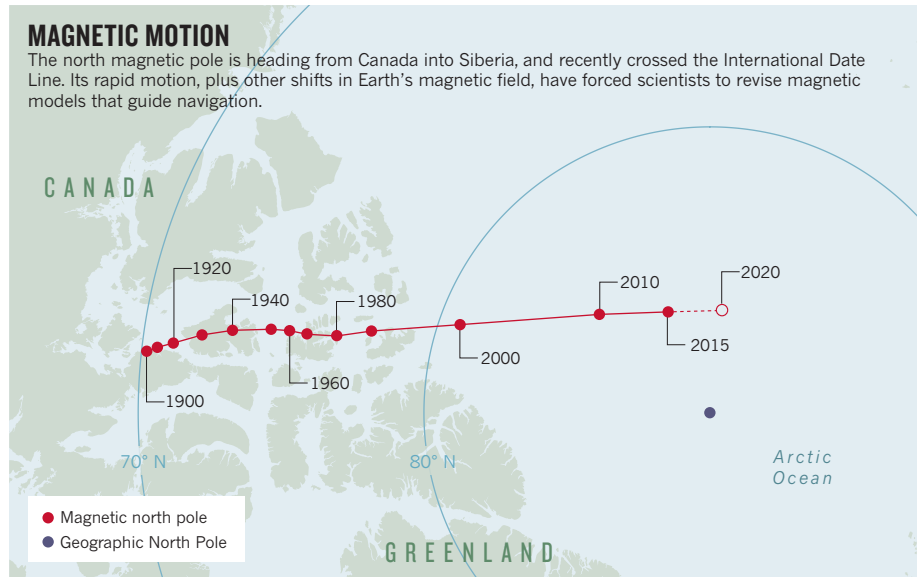 MAGNETIC MOTION
The north magnetic pole is heading from Canada into Siberia, and recently crossed the International Date
Line. Its rapid motion, plus other shifts in Earth’s magnetic field, have forced scientists to revise magnetic
models that guide navigation.
CANADA
1920
1940
1980
2010
2020
2000
2015
1960
1900
70° N
80° N
Arctic
Ocean
Magnetic north pole
Geographic North Pole
GREENLAND